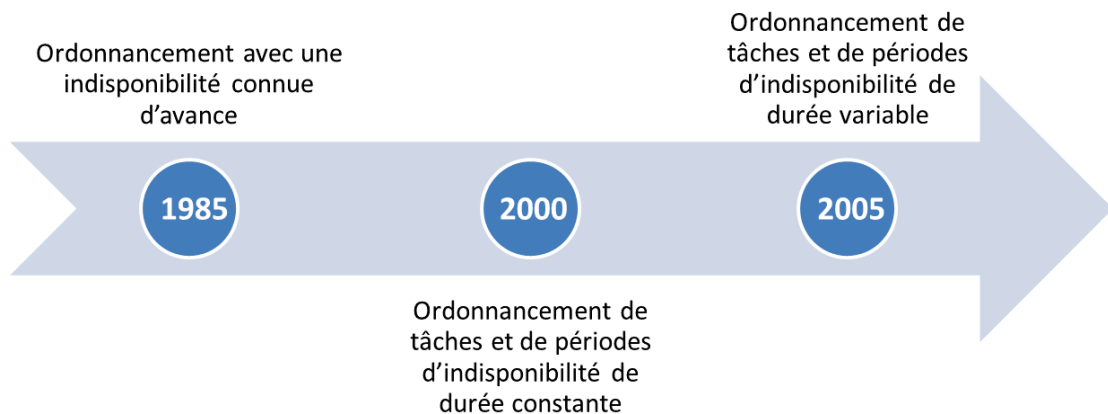 Ordonnancement avec une
indisponibilité connue
d’avance
1985
2000
Ordonnancement de
tâches et de périodes
d’indisponibilité de
durée constante
Ordonnancement de
tâches et de périodes
d’indisponibilité de
durée variable
2005